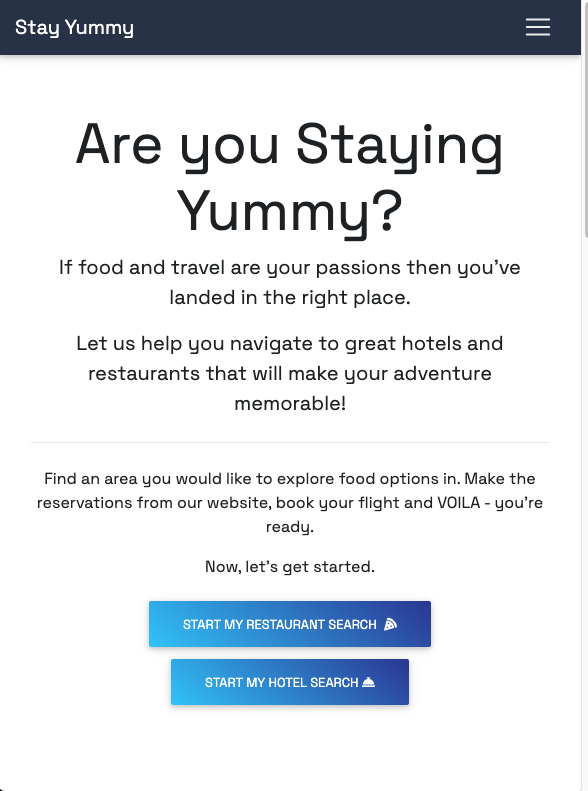 Stay Yummy
Are you Staying
Yummy?
If food and travel are your passions then you've
landed in the right place.
Let us help you navigate to great hotels and
restaurants that will make your adventure
memorable!
Find an area you would like to explore food options in. Make the
reservations from our website, book your flight and VOILA - you're
ready.
Now, let's get started.
START MY RESTAURANT SEARCH
START MY HOTEL SEARCH